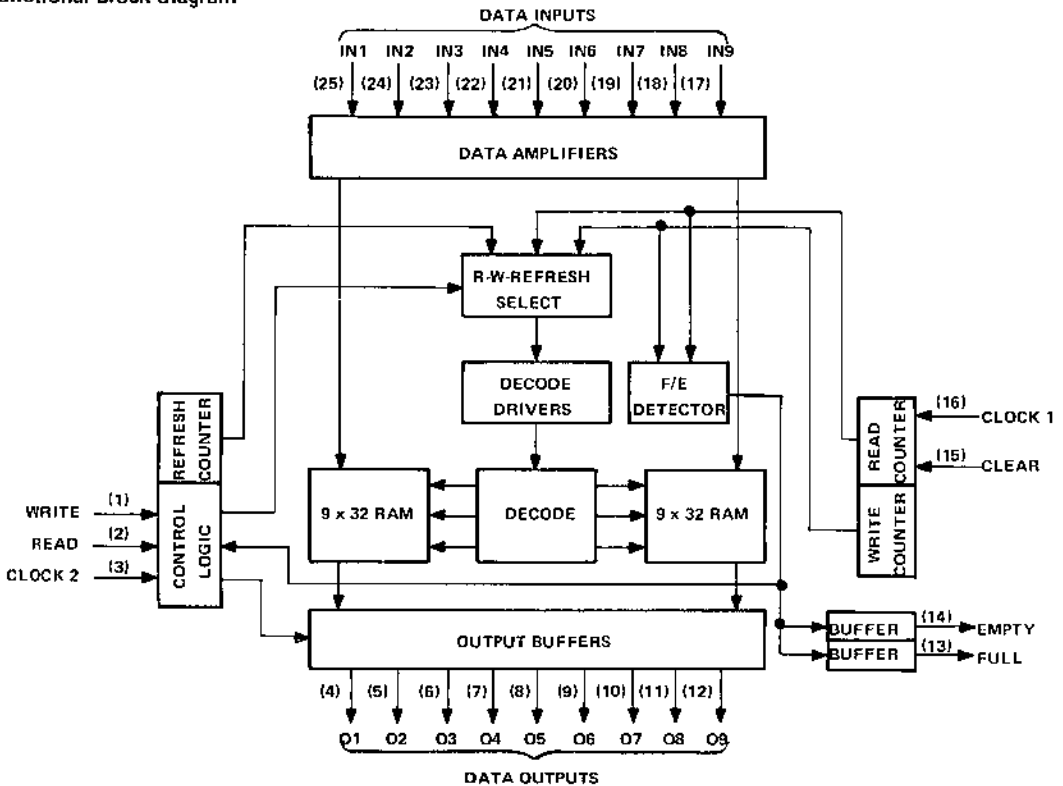 DATA INPUTS
IN1 IN2 IN3 IN4 IN5 IN6 IN7 IN8 IN9
(25) (24) (23) (22) (21) (20) (19) (18) (17)
DATA AMPLIFIERS
R-W-REFRESH
SELECT
DECODE
DRIVERS
F/E
DETECTOR
REFRESH
COUNTER
READ
COUNTER
(16)
CLOCK 1
(15)
CLEAR
WRITE
COUNTER
WRITE (1)
READ (2)
CLOCK 2 (3)
CONTROL
LOGIC
9 x 32 RAM
DECODE
9 x 32 RAM
OUTPUT BUFFERS
BUFFER (14) EMPTY
BUFFER (13) FULL
(4) (5) (6) (7) (8) (9) (10) (11) (12)
O1 O2 O3 O4 O5 O6 O7 O8 O9
DATA OUTPUTS